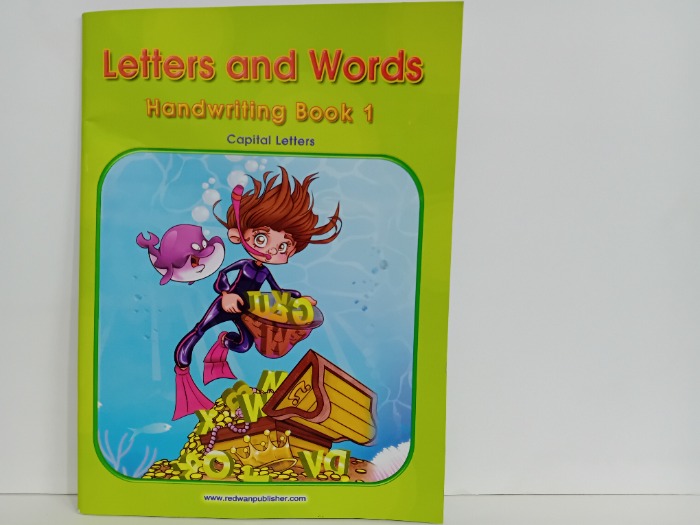 Letters and Words
Handwriting Book 1
Capital Letters
www.redwanpublisher.com